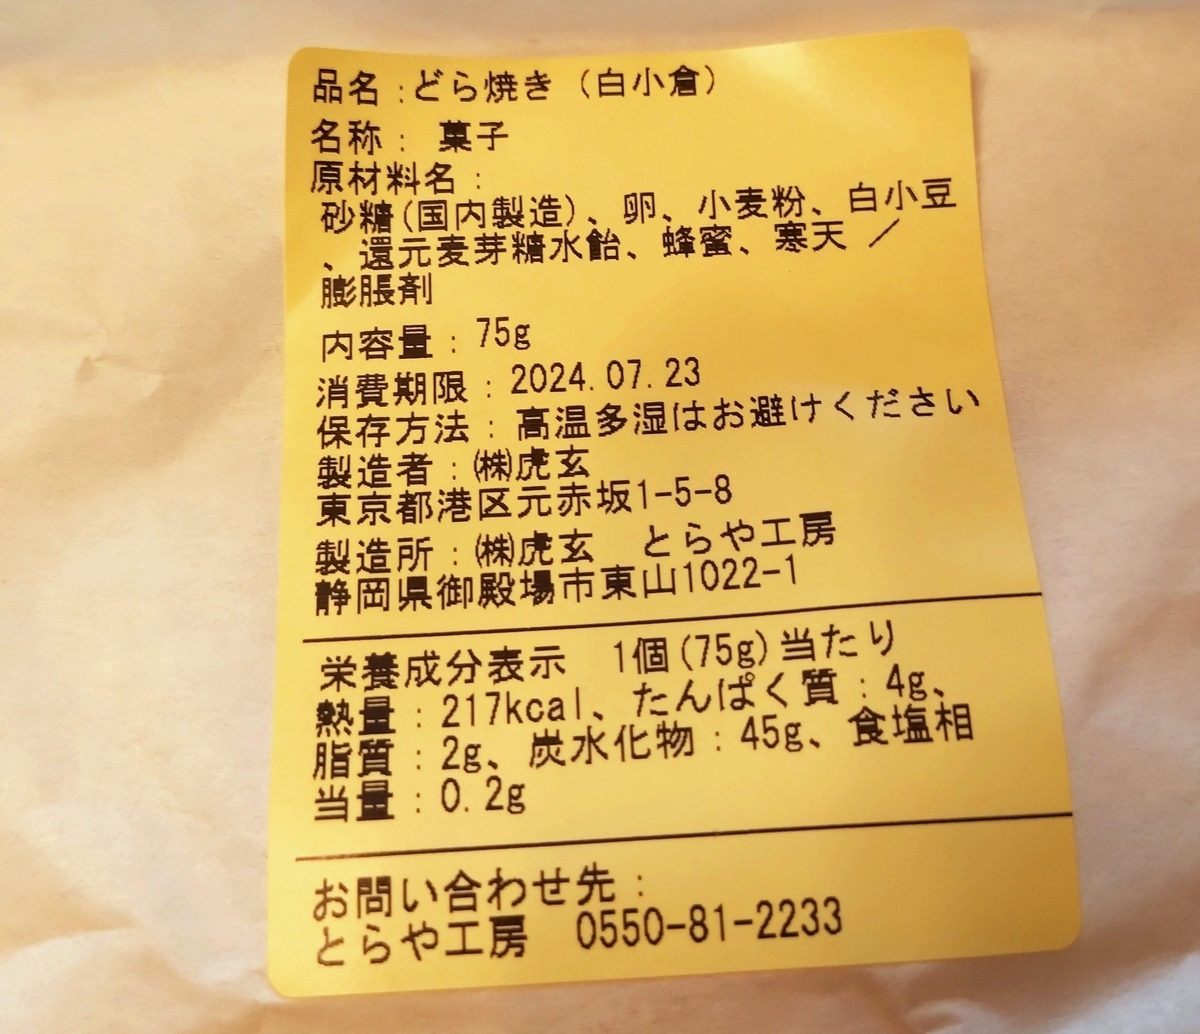 品名:どら焼き(白小倉)
名称: 菓子
原材料名:
砂糖(国内製造)、卵、小麦粉、白小豆
、還元麦芽糖水飴、蜂蜜、寒天/
膨脹剤
内容量:75g
消費期限:2024.07.23
保存方法:高温多湿はお避けください
製造者:㈱虎玄
東京都港区元赤坂1-5-8
製造所:㈱虎玄 とらや工房
静岡県御殿場市東山1022-1
栄養成分表示 1個(75g)当たり
熱量:217kcal、たんぱく質:4g、
脂質:2g、炭水化物:45g、食塩相
当量:0.2g
お問い合わせ先:
とらや工房 0550-81-2233